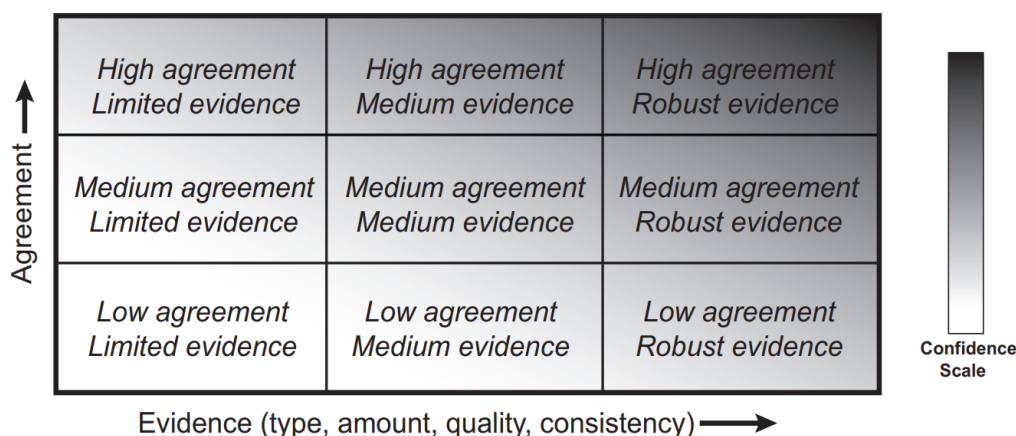 High agreement
Limited evidence
High agreement
Medium evidence
High agreement
Robust evidence
Medium agreement
Limited evidence
Medium agreement
Medium evidence
Medium agreement
Robust evidence
Low agreement
Limited evidence
Low agreement
Medium evidence
Low agreement
Robust evidence
Agreement
Evidence (type, amount, quality, consistency)
Confidence
Scale